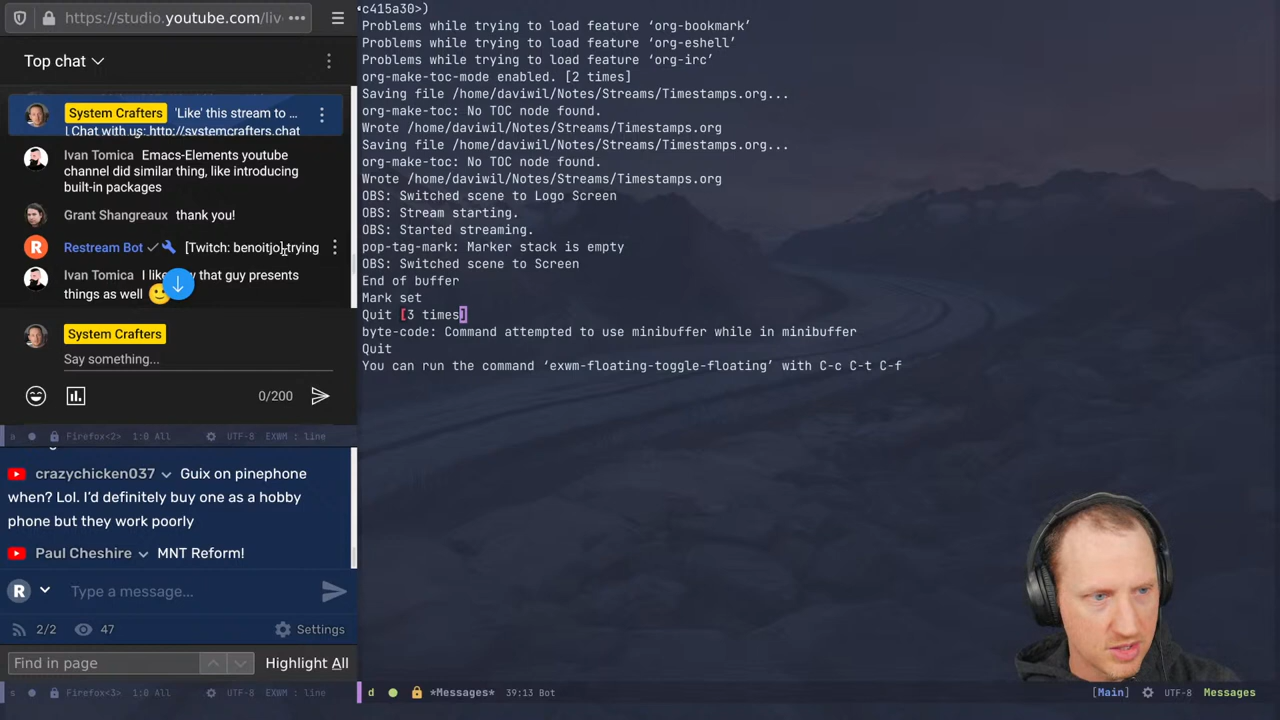 https://studio.youtube.com/liv
Top chat
System Crafters 'Like' this stream to ...
| Chat with us: http://systemcrafters.chat
Ivan Tomica Emacs-Elements youtube
channel did similar thing, like introducing
built-in packages
Grant Shangreaux thank you!
R Restream Bot [Twitch: benoitjo] trying
Ivan Tomica I like that guy presents
things as well
System Crafters
Say something...
0/200
a Firefox<2> 1:0 All UTF-8 EXWM : line
crazychicken037 Guix on pinephone
when? Lol. I'd definitely buy one as a hobby
phone but they work poorly
Paul Cheshire MNT Reform!
R Type a message...
2/2 47 Settings
Find in page Highlight All
s Firefox<3> 1:0 All UTF-8 EXWM : line
c415a30>)
Problems while trying to load feature ‘org-bookmark’
Problems while trying to load feature ‘org-eshell’
Problems while trying to load feature ‘org-irc’
org-make-toc-mode enabled. [2 times]
Saving file /home/daviwil/Notes/Streams/Timestamps.org...
org-make-toc: No TOC node found.
Wrote /home/daviwil/Notes/Streams/Timestamps.org
Saving file /home/daviwil/Notes/Streams/Timestamps.org...
org-make-toc: No TOC node found.
Wrote /home/daviwil/Notes/Streams/Timestamps.org
OBS: Switched scene to Logo Screen
OBS: Stream starting.
OBS: Started streaming.
pop-tag-mark: Marker stack is empty
OBS: Switched scene to Screen
End of buffer
Mark set
Quit [3 times]
byte-code: Command attempted to use minibuffer while in minibuffer
Quit
You can run the command ‘exwm-floating-toggle-floating’ with C-c C-t C-f
d *Messages* 39:13 Bot [Main] UTF-8 Messages